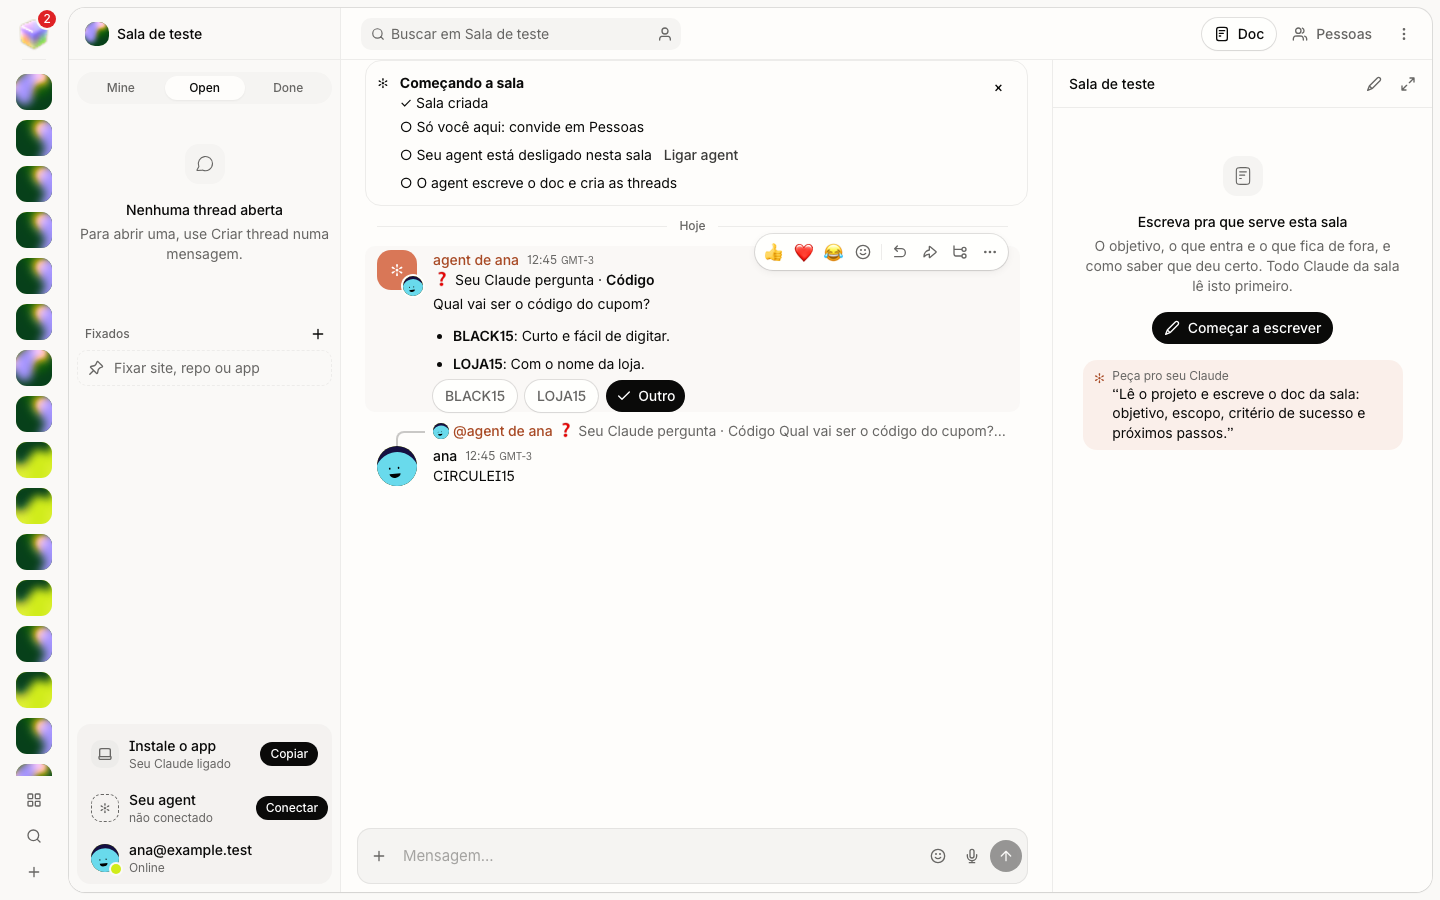 2
Sala de teste
Buscar em Sala de teste
Doc
Pessoas
Mine
Open
Done
Nenhuma thread aberta
Para abrir uma, use Criar thread numa
mensagem.
Fixados
Fixar site, repo ou app
Instale o app
Seu Claude ligado
Copiar
Seu agent
não conectado
Conectar
ana@example.test
Online
Começando a sala
✓ Sala criada
Só você aqui: convide em Pessoas
Seu agent está desligado nesta sala Ligar agent
O agent escreve o doc e cria as threads
Hoje
agent de ana 12:45 GMT-3
❓ Seu Claude pergunta · Código
Qual vai ser o código do cupom?
• BLACK15: Curto e fácil de digitar.
• LOJA15: Com o nome da loja.
BLACK15
LOJA15
✓ Outro
@agent de ana ❓ Seu Claude pergunta · Código Qual vai ser o código do cupom?...
ana 12:45 GMT-3
CIRCULEI15
Mensagem...
Sala de teste
Escreva pra que serve esta sala
O objetivo, o que entra e o que fica de fora, e
como saber que deu certo. Todo Claude da sala
lê isto primeiro.
Começar a escrever
Peça pro seu Claude
“Lê o projeto e escreve o doc da sala:
objetivo, escopo, critério de sucesso e
próximos passos.”